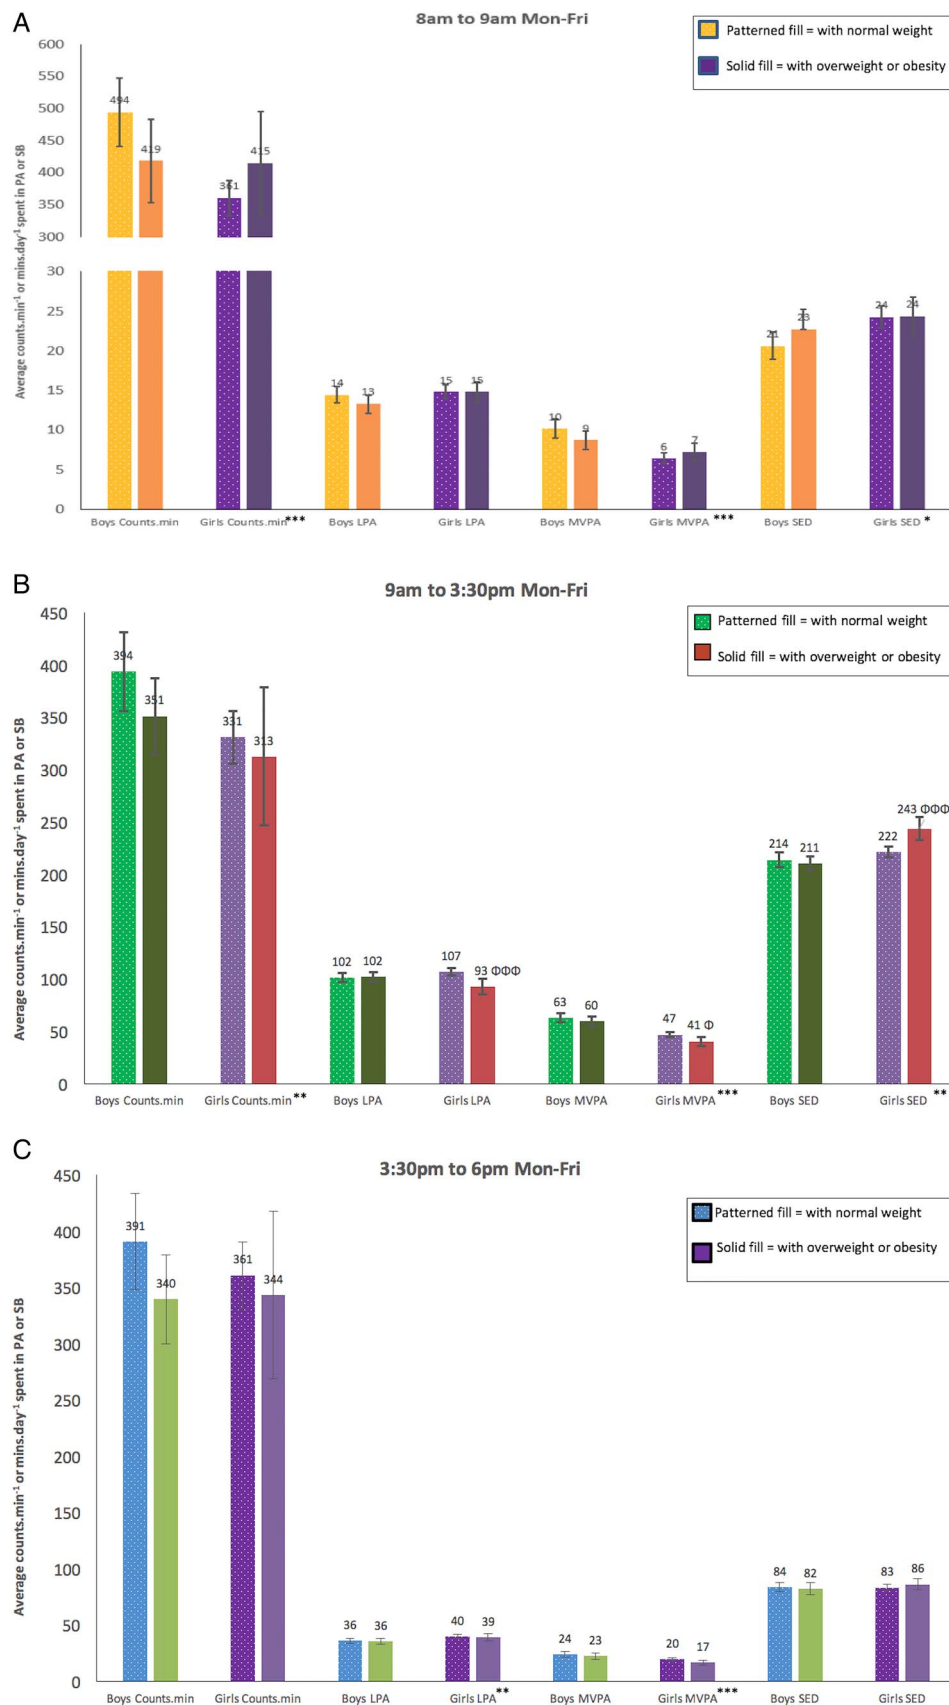 A
8am to 9am Mon-Fri
Patterned fill = with normal weight
Solid fill = with overweight or obesity
Average counts.min⁻¹ or mins.day⁻¹ spent in PA or SB
600
550
500
450
400
350
300
30
25
20
15
10
5
0
494
419
361
415
14
13
15
15
10
9
6
7
21
23
24
24
Boys Counts.min
Girls Counts.min***
Boys LPA
Girls LPA
Boys MVPA
Girls MVPA ***
Boys SED
Girls SED *
B
9am to 3:30pm Mon-Fri
Patterned fill = with normal weight
Solid fill = with overweight or obesity
Average counts.min⁻¹ or mins.day⁻¹ spent in PA or SB
450
400
350
300
250
200
150
100
50
0
394
351
331
313
102
102
107
93 ΦΦΦ
63
60
47
41 Φ
214
211
222
243 ΦΦΦ
Boys Counts.min
Girls Counts.min **
Boys LPA
Girls LPA
Boys MVPA
Girls MVPA ***
Boys SED
Girls SED **
C
3:30pm to 6pm Mon-Fri
Patterned fill = with normal weight
Solid fill = with overweight or obesity
Average counts.min⁻¹ or mins.day⁻¹ spent in PA or SB
450
400
350
300
250
200
150
100
50
0
391
340
361
344
36
36
40
39
24
23
20
17
84
82
83
86
Boys Counts.min
Girls Counts.min
Boys LPA
Girls LPA **
Boys MVPA
Girls MVPA ***
Boys SED
Girls SED